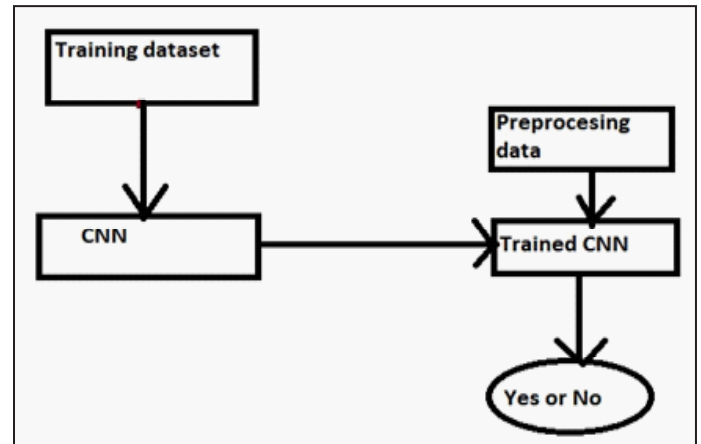 Training dataset
Preprocesing
data
CNN
Trained CNN
Yes or No